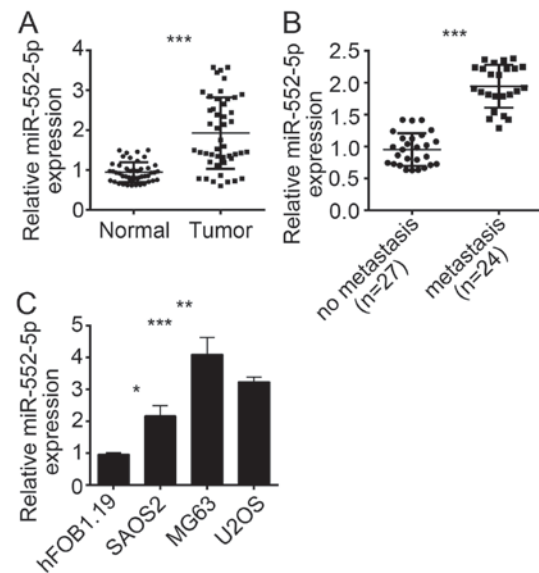 A
***
Relative miR-552-5p
expression
4
3
2
1
0
Normal
Tumor
B
***
Relative miR-552-5p
expression
2.5
2.0
1.5
1.0
0.5
0.0
no metastasis
(n=27)
metastasis
(n=24)
C
**
***
*
Relative miR-552-5p
expression
5
4
3
2
1
0
hFOB1.19
SAOS2
MG63
U2OS